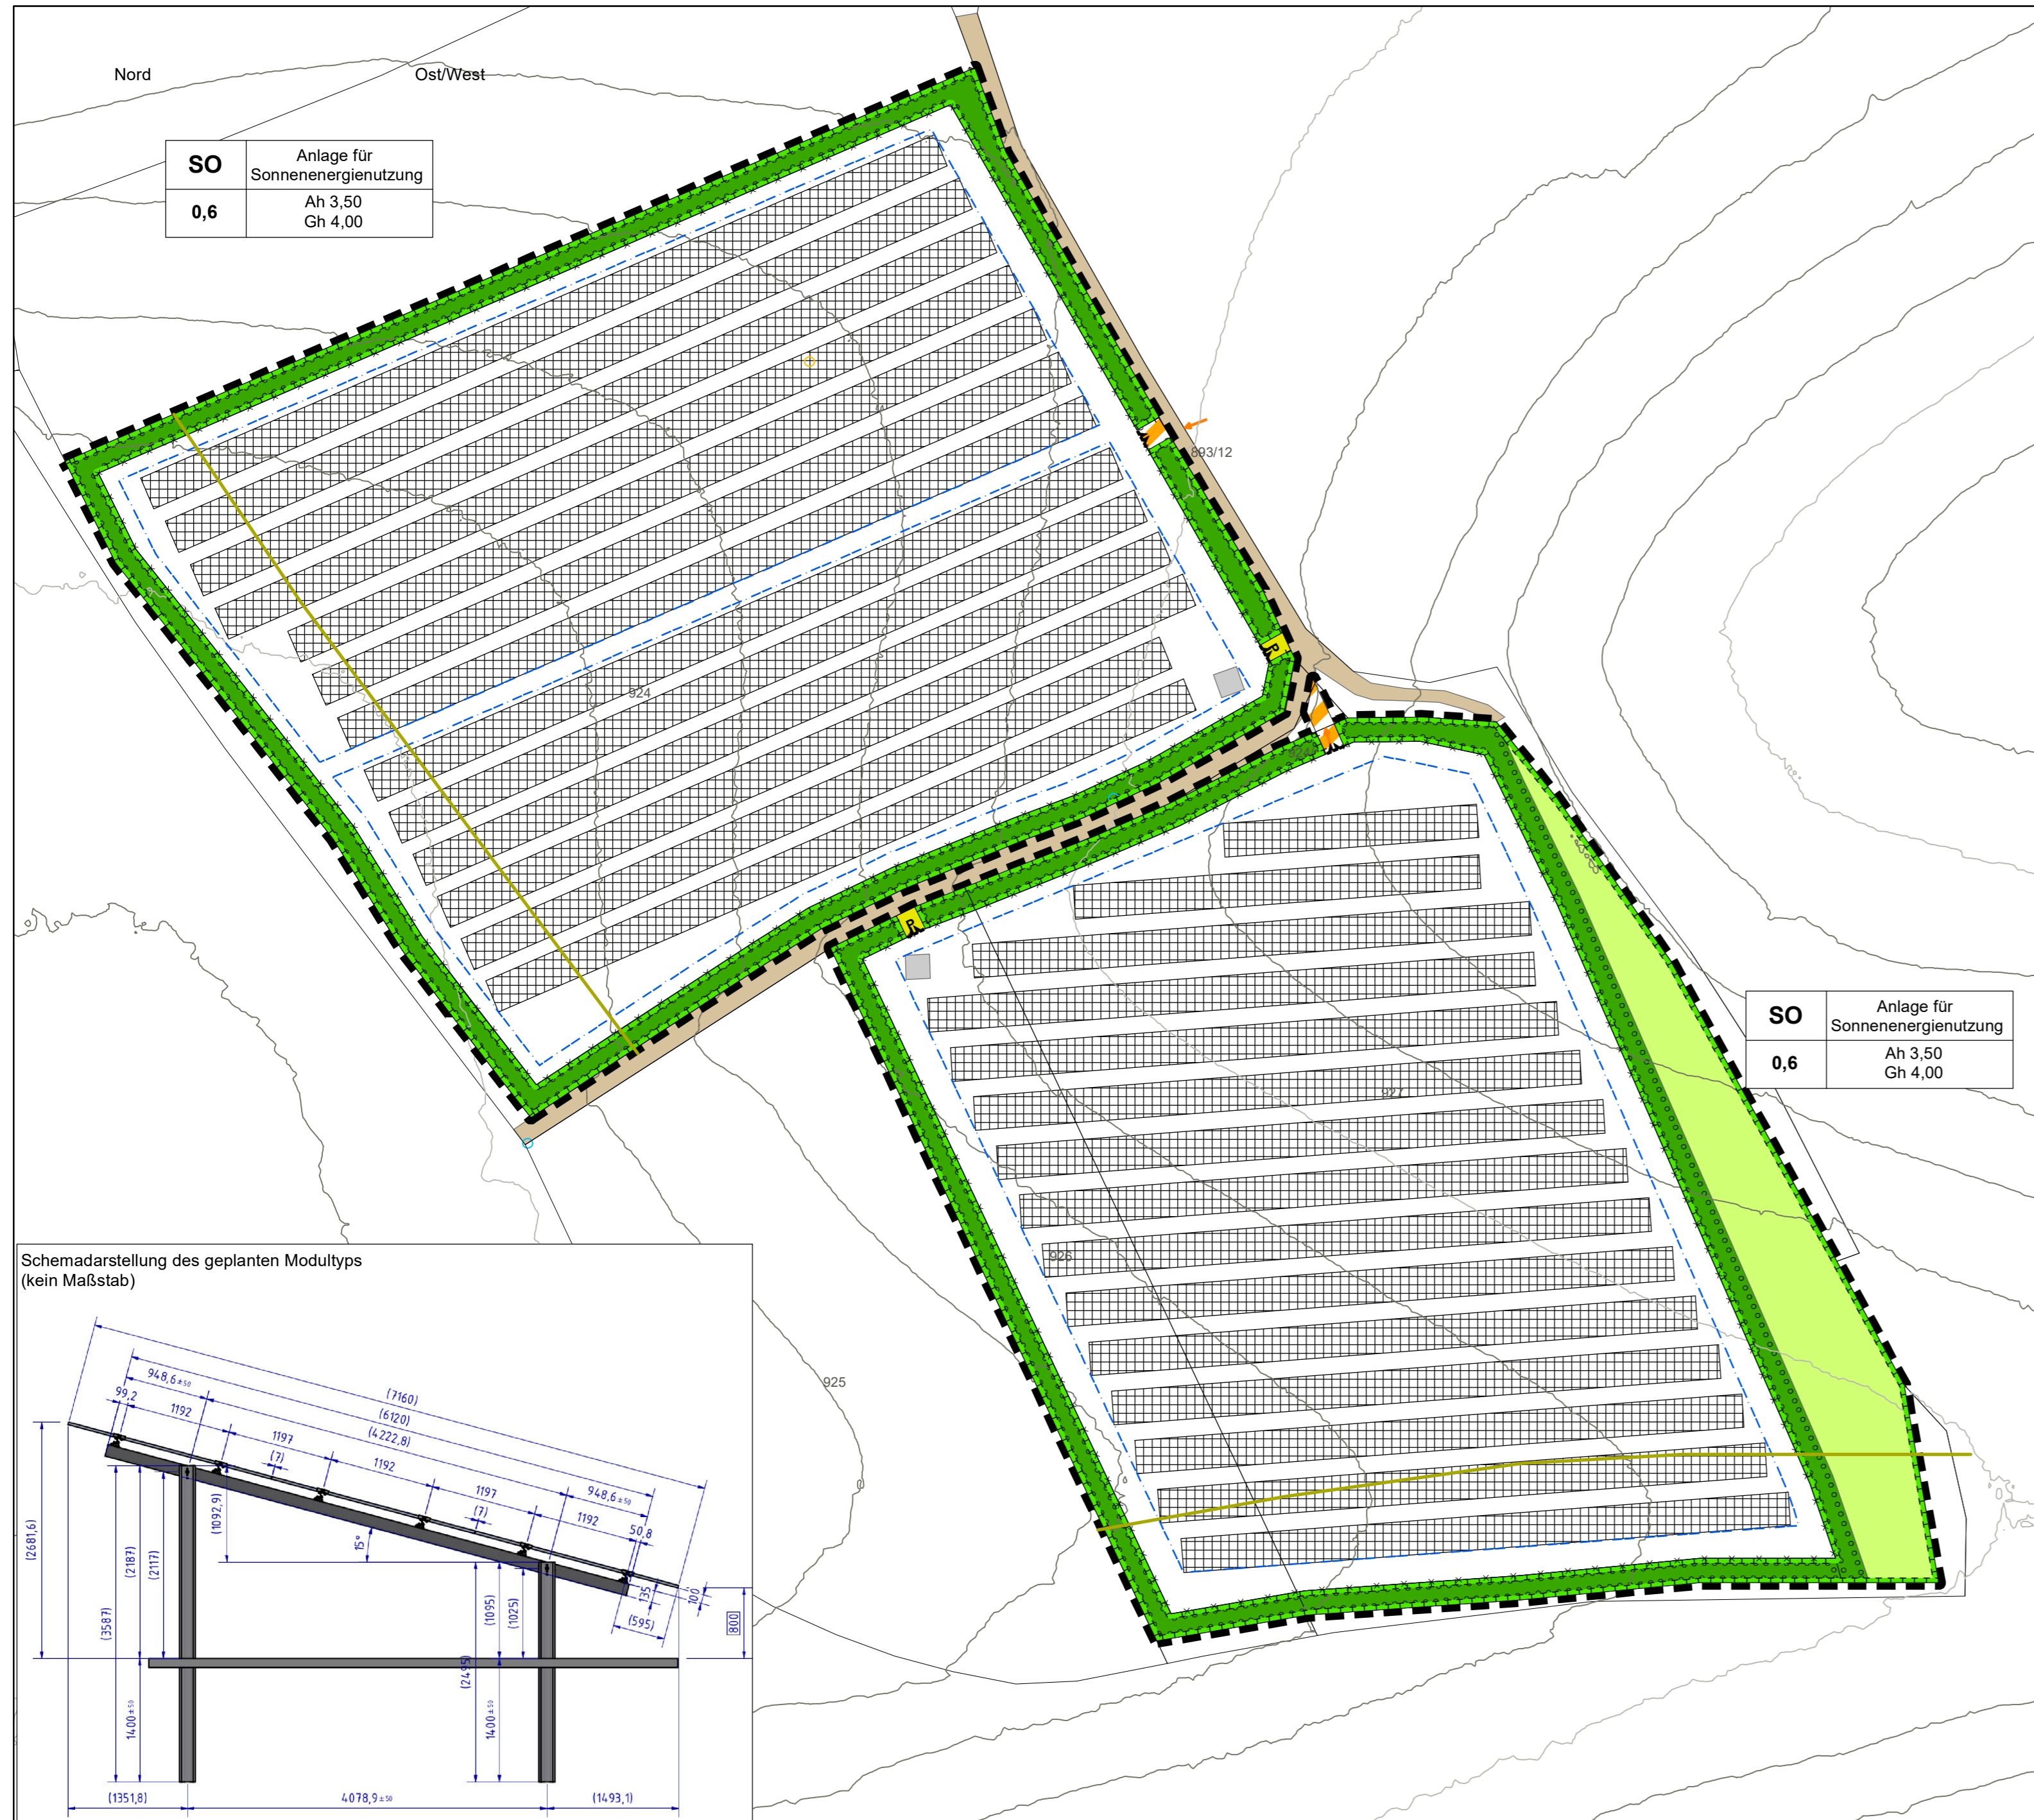 Nord
Ost/West
SO
Anlage für
Sonnenenergienutzung
0,6
Ah 3,50
Gh 4,00
893/12
924
R
R
927
926
925
SO
Anlage für
Sonnenenergienutzung
0,6
Ah 3,50
Gh 4,00
Schemadarstellung des geplanten Modultyps
(kein Maßstab)
(7160)
(6120)
(4222,8)
948,6±50
99,2
1192
1197
(7)
1192
1197
(7)
948,6±50
1192
50,8
(2681,6)
(3587)
(2187)
(2117)
(1092,9)
15°
(1095)
(1025)
(2495)
135
100
(595)
800
1400±50
1400±50
(1351,8)
4078,9±50
(1493,1)